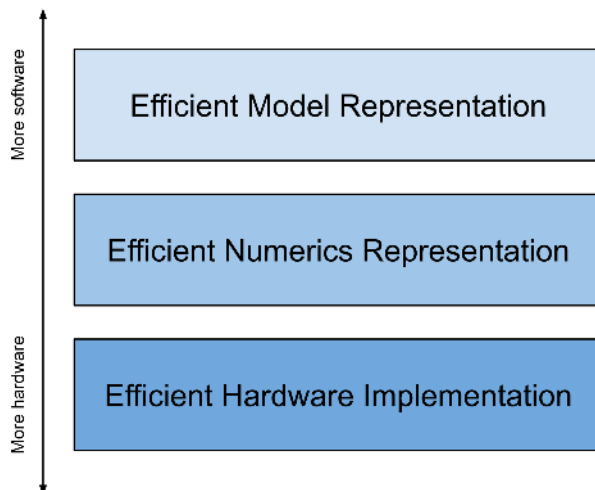 More software
Efficient Model Representation
Efficient Numerics Representation
More hardware
Efficient Hardware Implementation